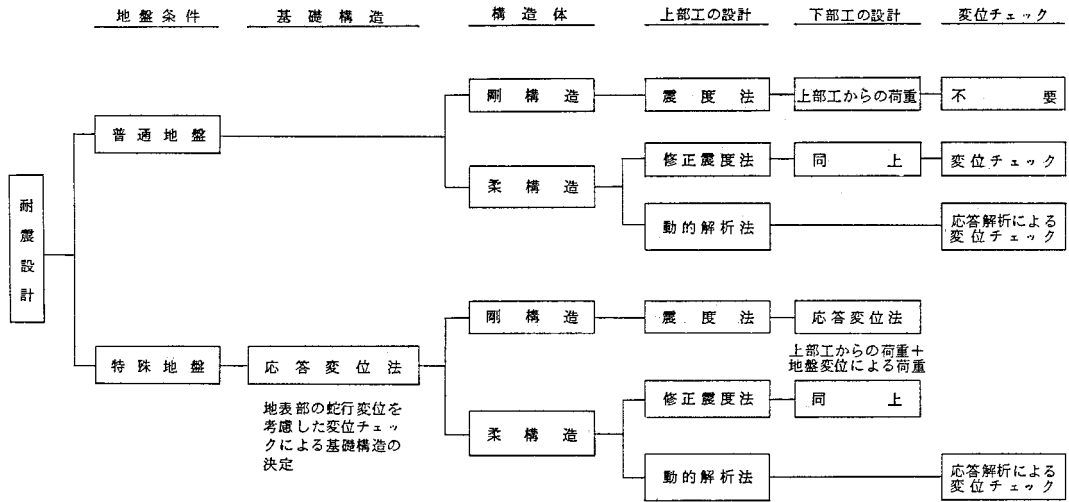 地盤条件
基礎構造
構造体
上部工の設計
下部工の設計
変位チェック
耐震設計
普通地盤
剛構造
震度法
上部工からの荷重
不要
柔構造
修正震度法
同上
変位チェック
動的解析法
応答解析による
変位チェック
特殊地盤
応答変位法
地表部の蛇行変位を
考慮した変位チェッ
クによる基礎構造の
決定
剛構造
震度法
応答変位法
上部工からの荷重+
地盤変位による荷重
柔構造
修正震度法
同上
動的解析法
応答解析による
変位チェック